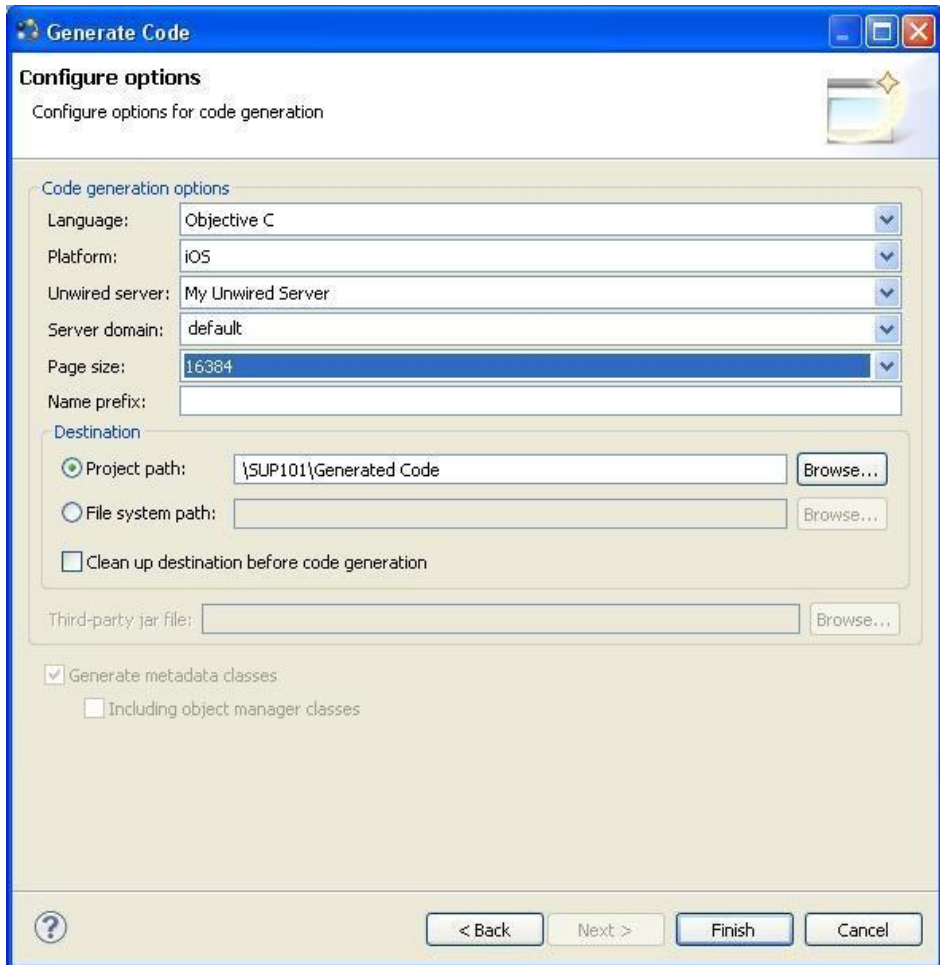 Generate Code
Configure options
Configure options for code generation
Code generation options
Language: Objective C
Platform: iOS
Unwired server: My Unwired Server
Server domain: default
Page size: 16384
Name prefix:
Destination
Project path: \SUP101\Generated Code Browse...
File system path: Browse...
Clean up destination before code generation
Third-party jar file: Browse...
Generate metadata classes
Including object manager classes
? < Back Next > Finish Cancel